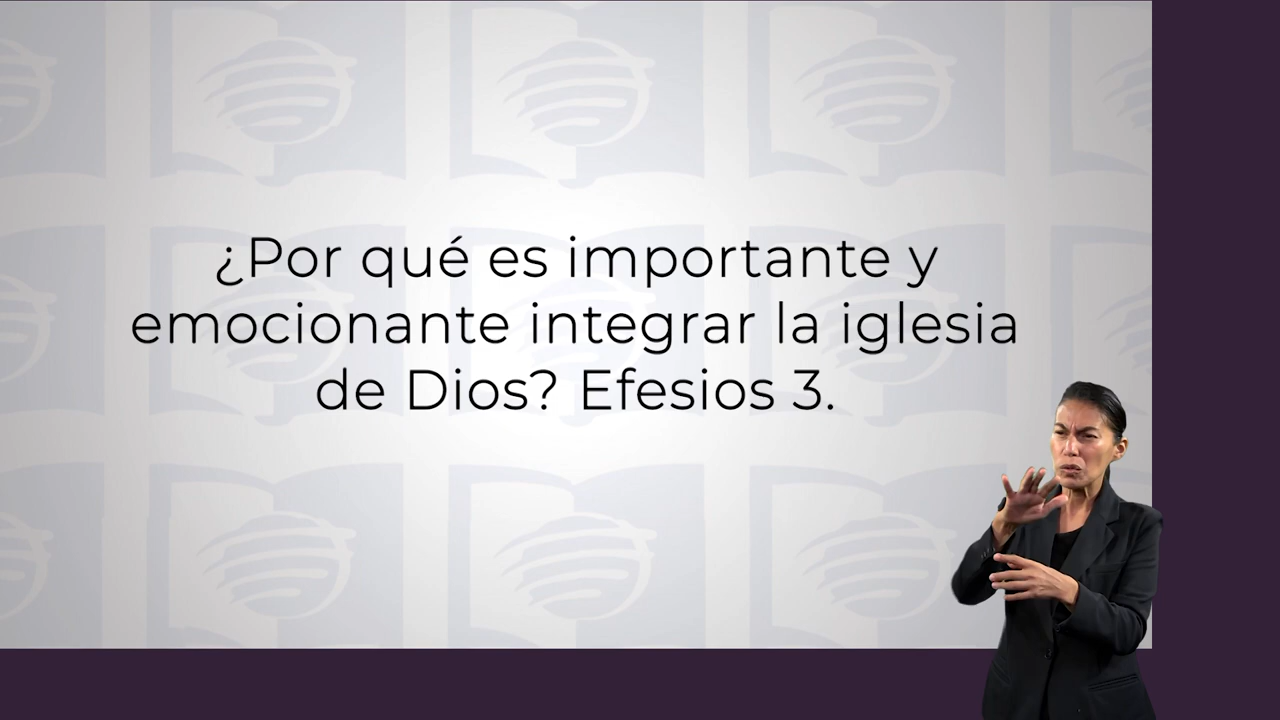 ¿Por qué es importante y
emocionante integrar la iglesia
de Dios? Efesios 3.